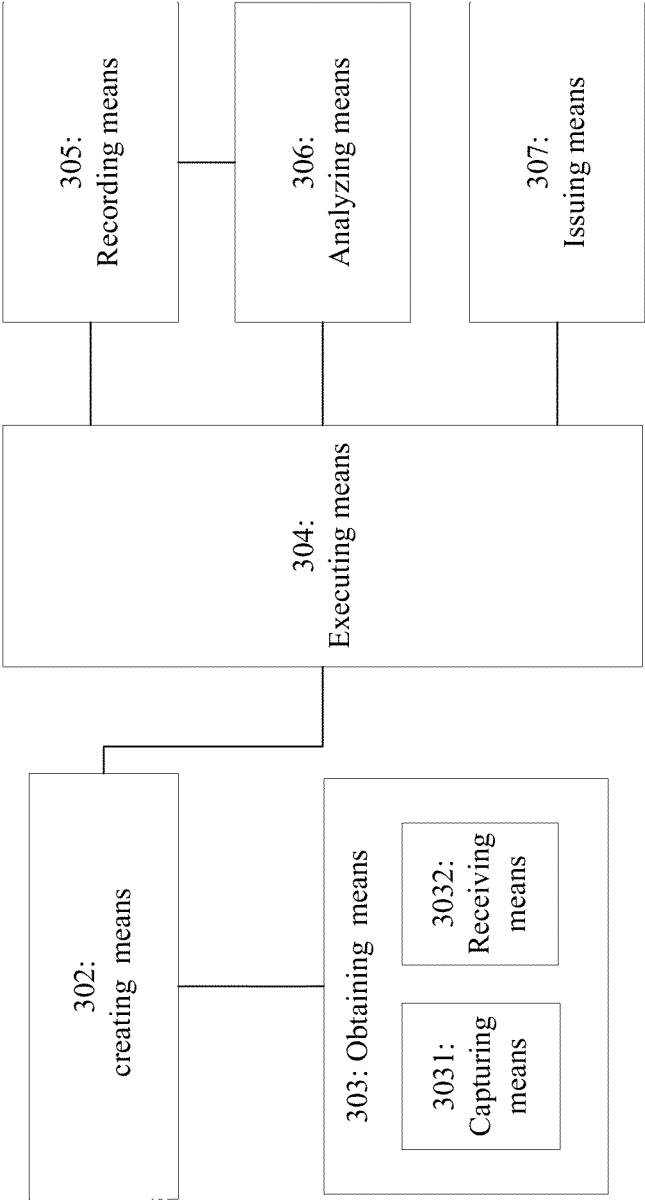 302:
creating means
303: Obtaining means
3031:
Capturing
means
3032:
Receiving
means
304:
Executing means
305:
Recording means
306:
Analyzing means
307:
Issuing means